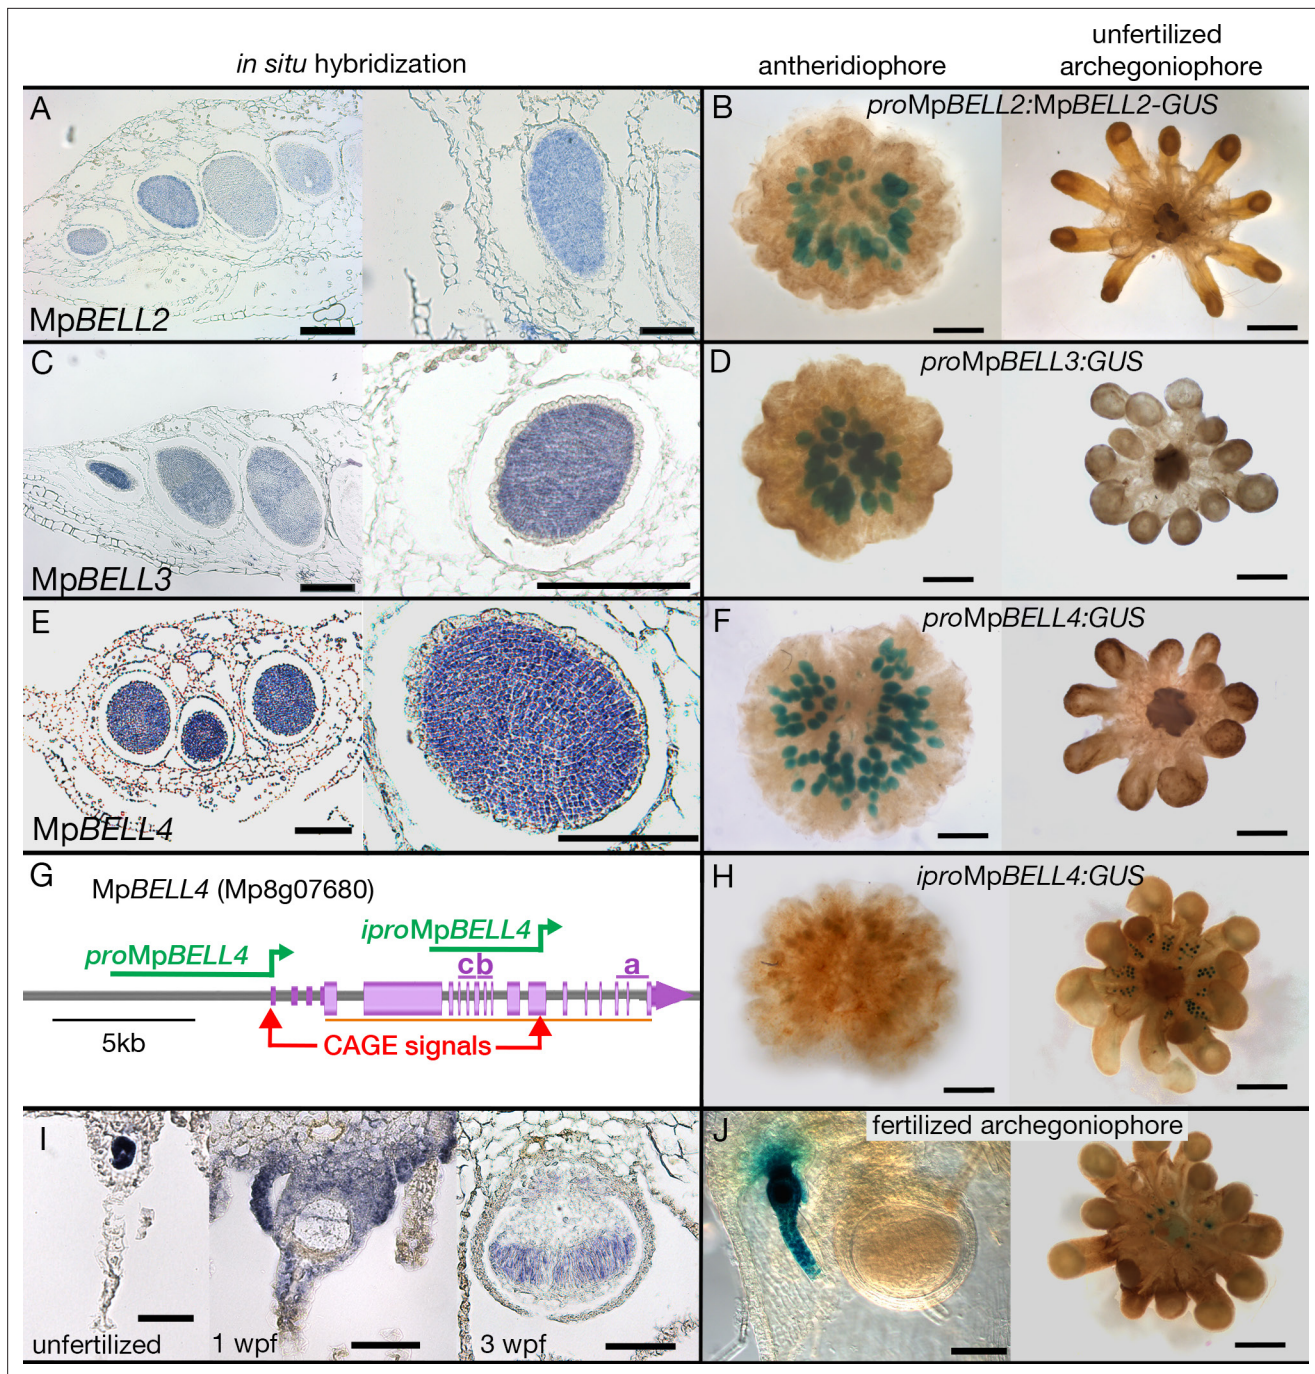 in situ hybridization
antheridiophore
unfertilized
archegoniophore
A
MpBELL2
B
proMpBELL2:MpBELL2-GUS
C
MpBELL3
D
proMpBELL3:GUS
E
MpBELL4
F
proMpBELL4:GUS
G
MpBELL4 (Mp8g07680)
proMpBELL4
iproMpBELL4
c b
a
5kb
CAGE signals
H
iproMpBELL4:GUS
I
unfertilized
1 wpf
3 wpf
J
fertilized archegoniophore